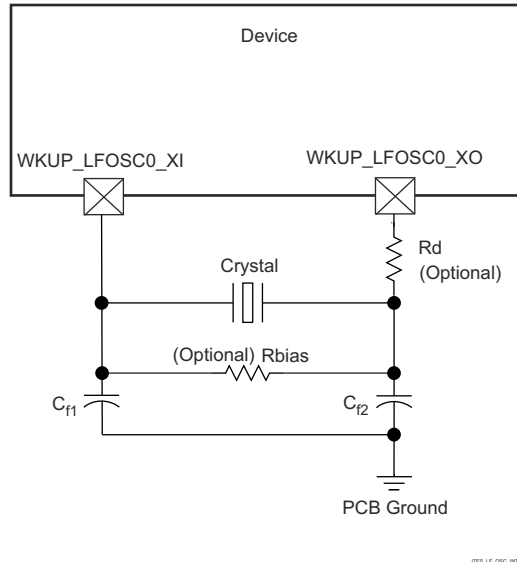 Device
WKUP_LFOSC0_XI
WKUP_LFOSC0_XO
Rd
(Optional)
Crystal
(Optional) Rbias
Cf1
Cf2
PCB Ground